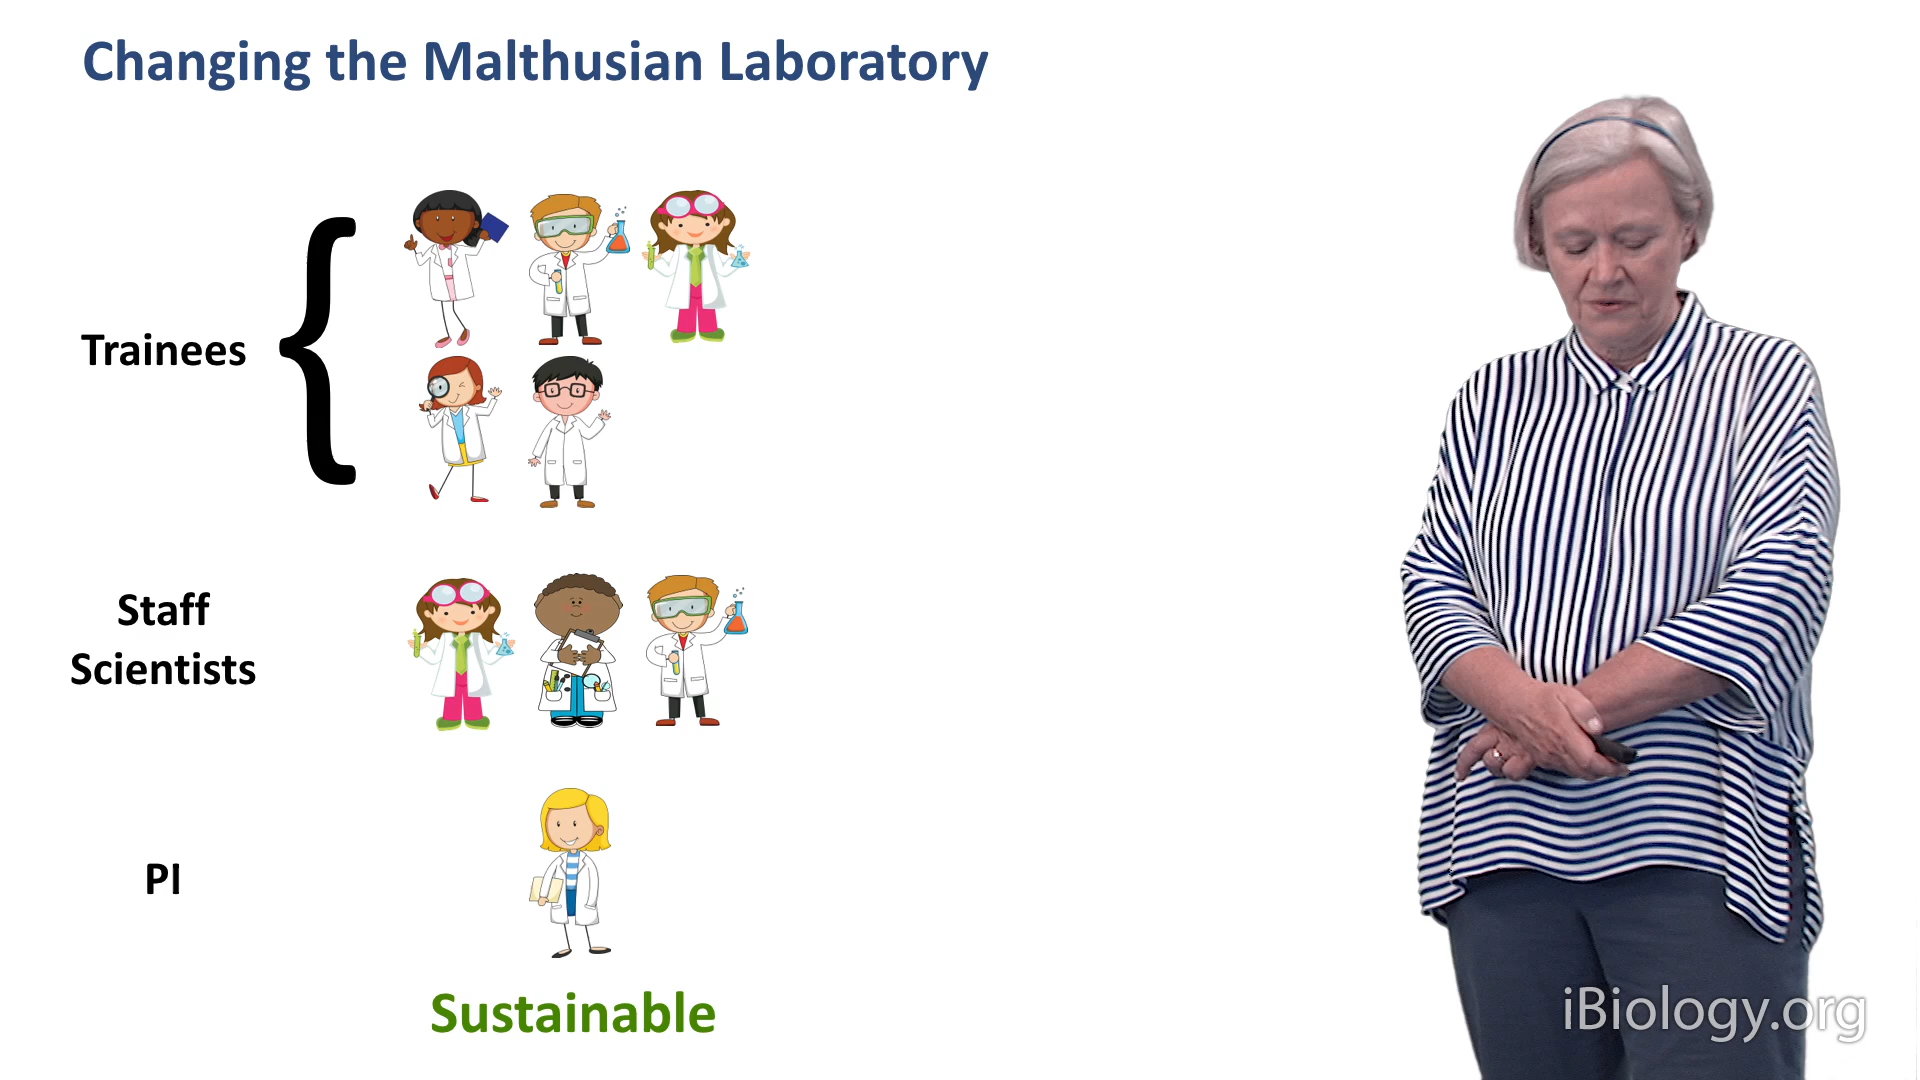 Changing the Malthusian Laboratory
Trainees
Staff
Scientists
PI
Sustainable
iBiology.org